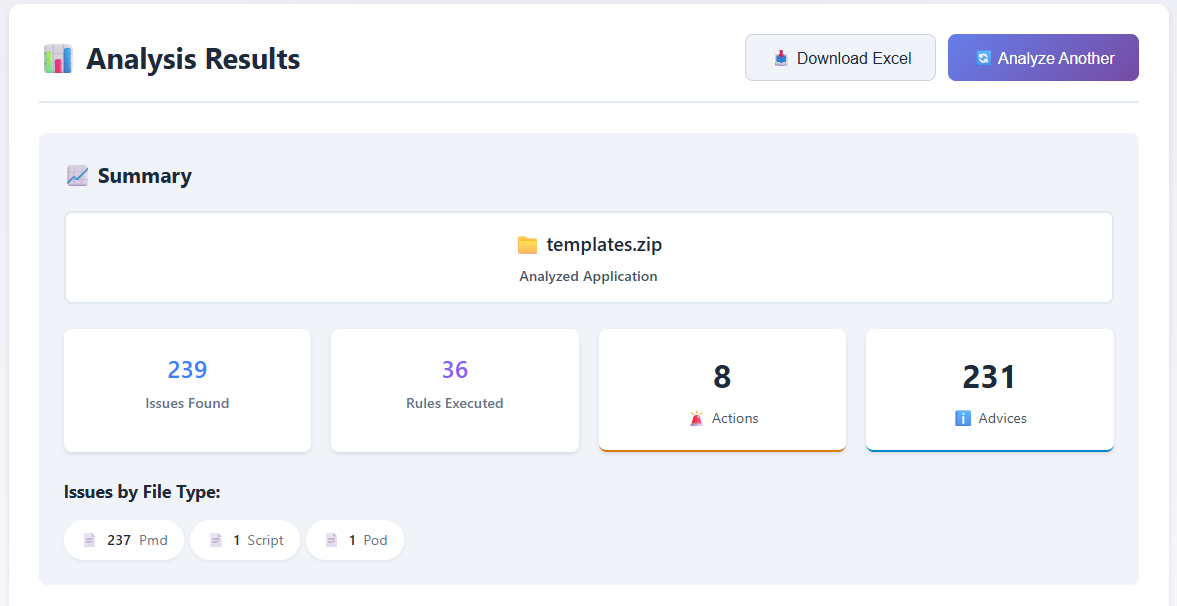 Analysis Results
Download Excel
Analyze Another
Summary
templates.zip
Analyzed Application
239
Issues Found
36
Rules Executed
8
Actions
231
Advices
Issues by File Type:
237 Pmd
1 Script
1 Pod